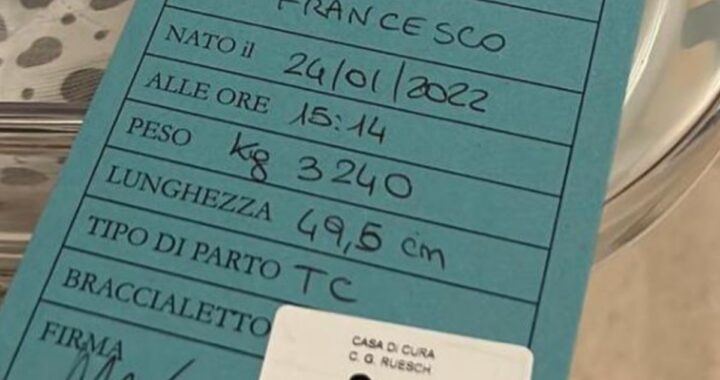 FRANCESCO
NATO il 24/01/2022
ALLE ORE 15:14
PESO kg 3240
LUNGHEZZA 49,5 cm
TIPO DI PARTO TC
BRACCIALETTO
FIRMA
CASA DI CURA
C. G. RUESCH